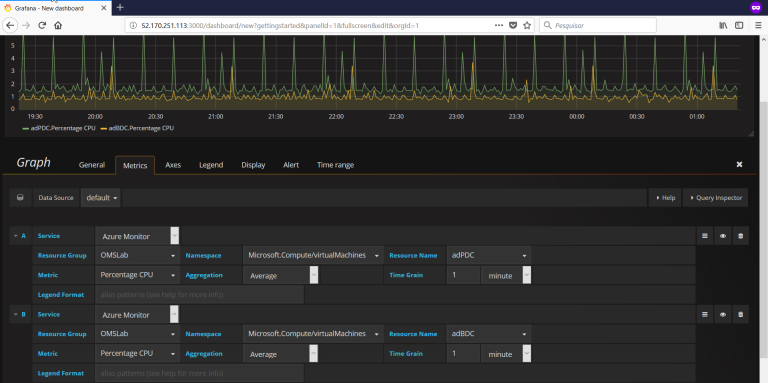 Grafana - New dashboard
52.170.251.113:3000/dashboard/new?gettingstarted&panelId=1&fullscreen&edit&orgId=1
Pesquisar
5
4
3
2
1
0
19:30 20:00 20:30 21:00 21:30 22:00 22:30 23:00 23:30 00:00 00:30 01:00
adPDC.Percentage CPU adBDC.Percentage CPU
Graph General Metrics Axes Legend Display Alert Time range
Data Source default Help Query Inspector
A Service Azure Monitor
Resource Group OMSLab Namespace Microsoft.Compute/virtualMachines Resource Name adPDC
Metric Percentage CPU Aggregation Average Time Grain 1 minute
Legend Format alias patterns (see help for more info)
B Service Azure Monitor
Resource Group OMSLab Namespace Microsoft.Compute/virtualMachines Resource Name adBDC
Metric Percentage CPU Aggregation Average Time Grain 1 minute
Legend Format alias patterns (see help for more info)